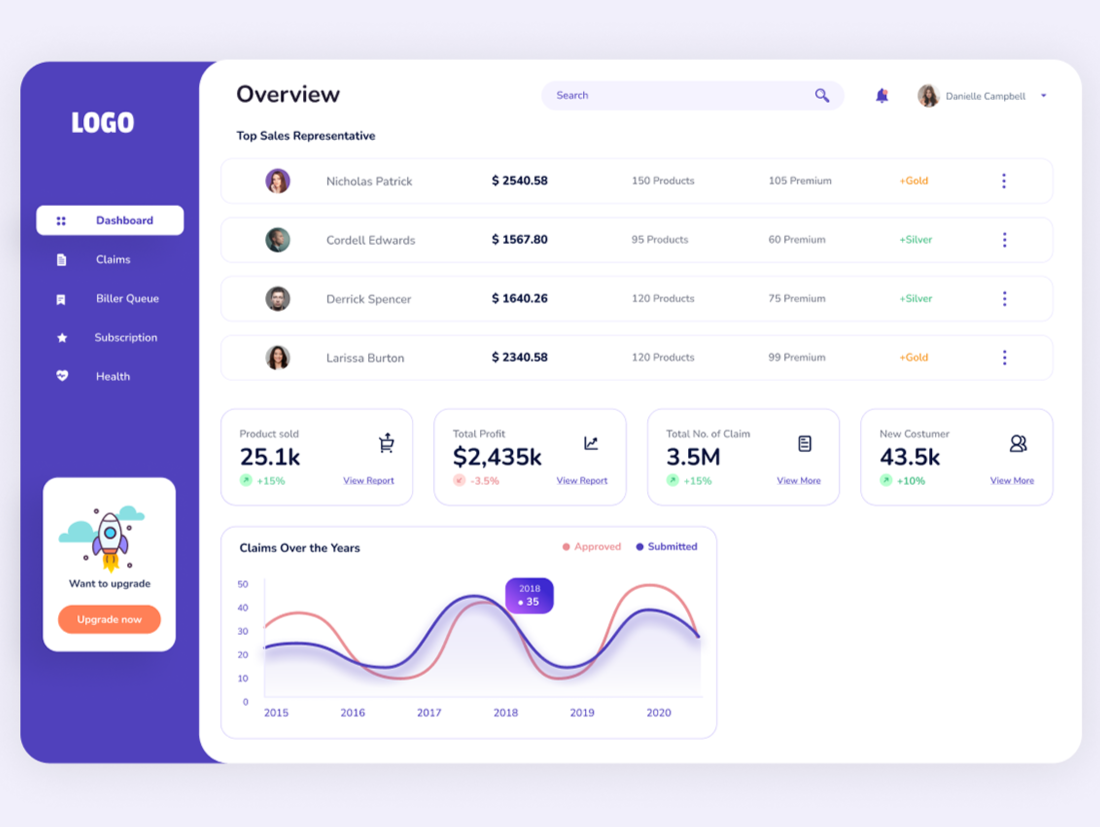 LOGO
Dashboard
Claims
Biller Queue
Subscription
Health
Want to upgrade
Upgrade now
Overview
Search
Danielle Campbell
Top Sales Representative
Nicholas Patrick $ 2540.58 150 Products 105 Premium +Gold
Cordell Edwards $ 1567.80 95 Products 60 Premium +Silver
Derrick Spencer $ 1640.26 120 Products 75 Premium +Silver
Larissa Burton $ 2340.58 120 Products 99 Premium +Gold
Product sold
25.1k
+15% View Report
Total Profit
$2,435k
-3.5% View Report
Total No. of Claim
3.5M
+15% View More
New Costumer
43.5k
+10% View More
Claims Over the Years
Approved Submitted
2018
35
50
40
30
20
10
0
2015 2016 2017 2018 2019 2020